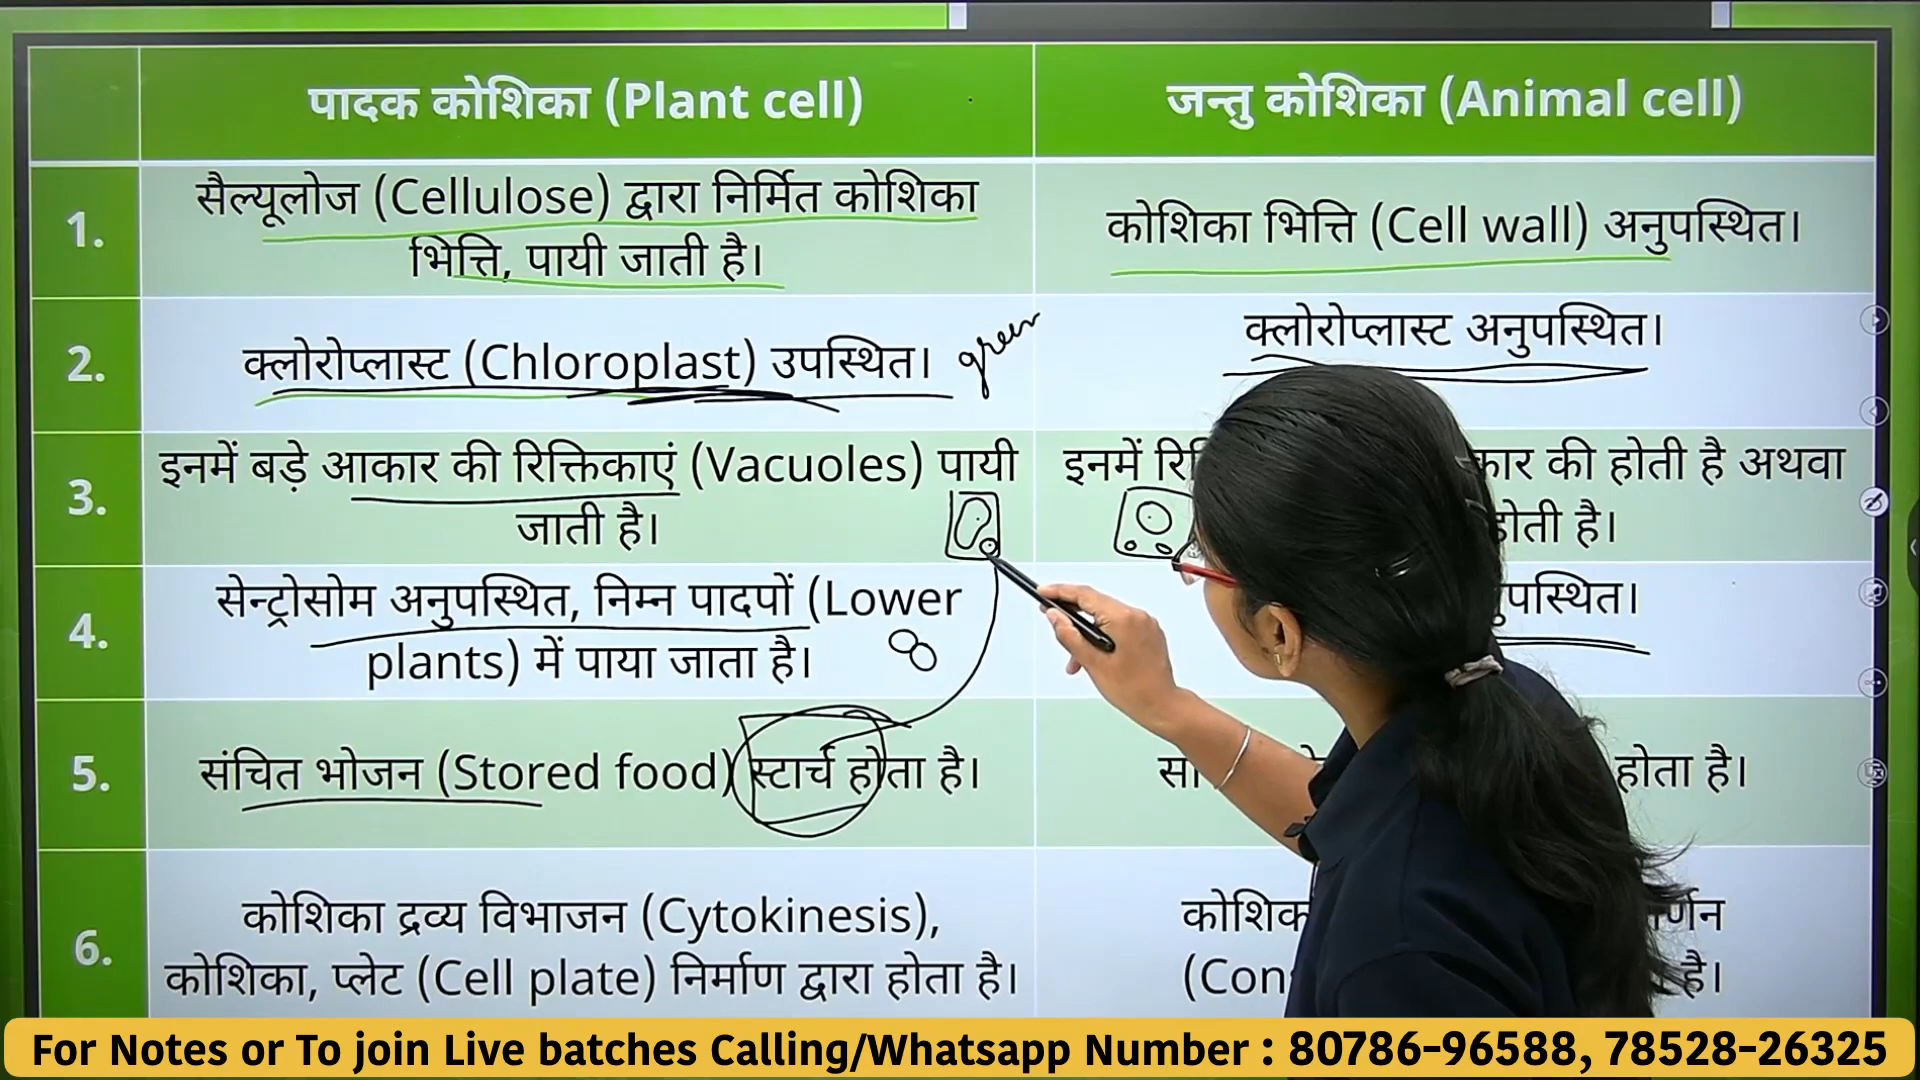 पादक कोशिका (Plant cell)
जन्तु कोशिका (Animal cell)
1.
सैल्यूलोज (Cellulose) द्वारा निर्मित कोशिका
भित्ति, पायी जाती है।
कोशिका भित्ति (Cell wall) अनुपस्थित।
2.
क्लोरोप्लास्ट (Chloroplast) उपस्थित।
green
क्लोरोप्लास्ट अनुपस्थित।
3.
इनमें बड़े आकार की रिक्तिकाएं (Vacuoles) पायी
जाती है।
इनमें की होती है अथवा
होती है।
4.
सेन्ट्रोसोम अनुपस्थित, निम्न पादपों (Lower
plants) में पाया जाता है।
5.
संचित भोजन (Stored food) स्टार्च होता है।
होता है।
6.
कोशिका द्रव्य विभाजन (Cytokinesis),
कोशिका, प्लेट (Cell plate) निर्माण द्वारा होता है।
है।
For Notes or To join Live batches Calling/Whatsapp Number : 80786-96588, 78528-26325